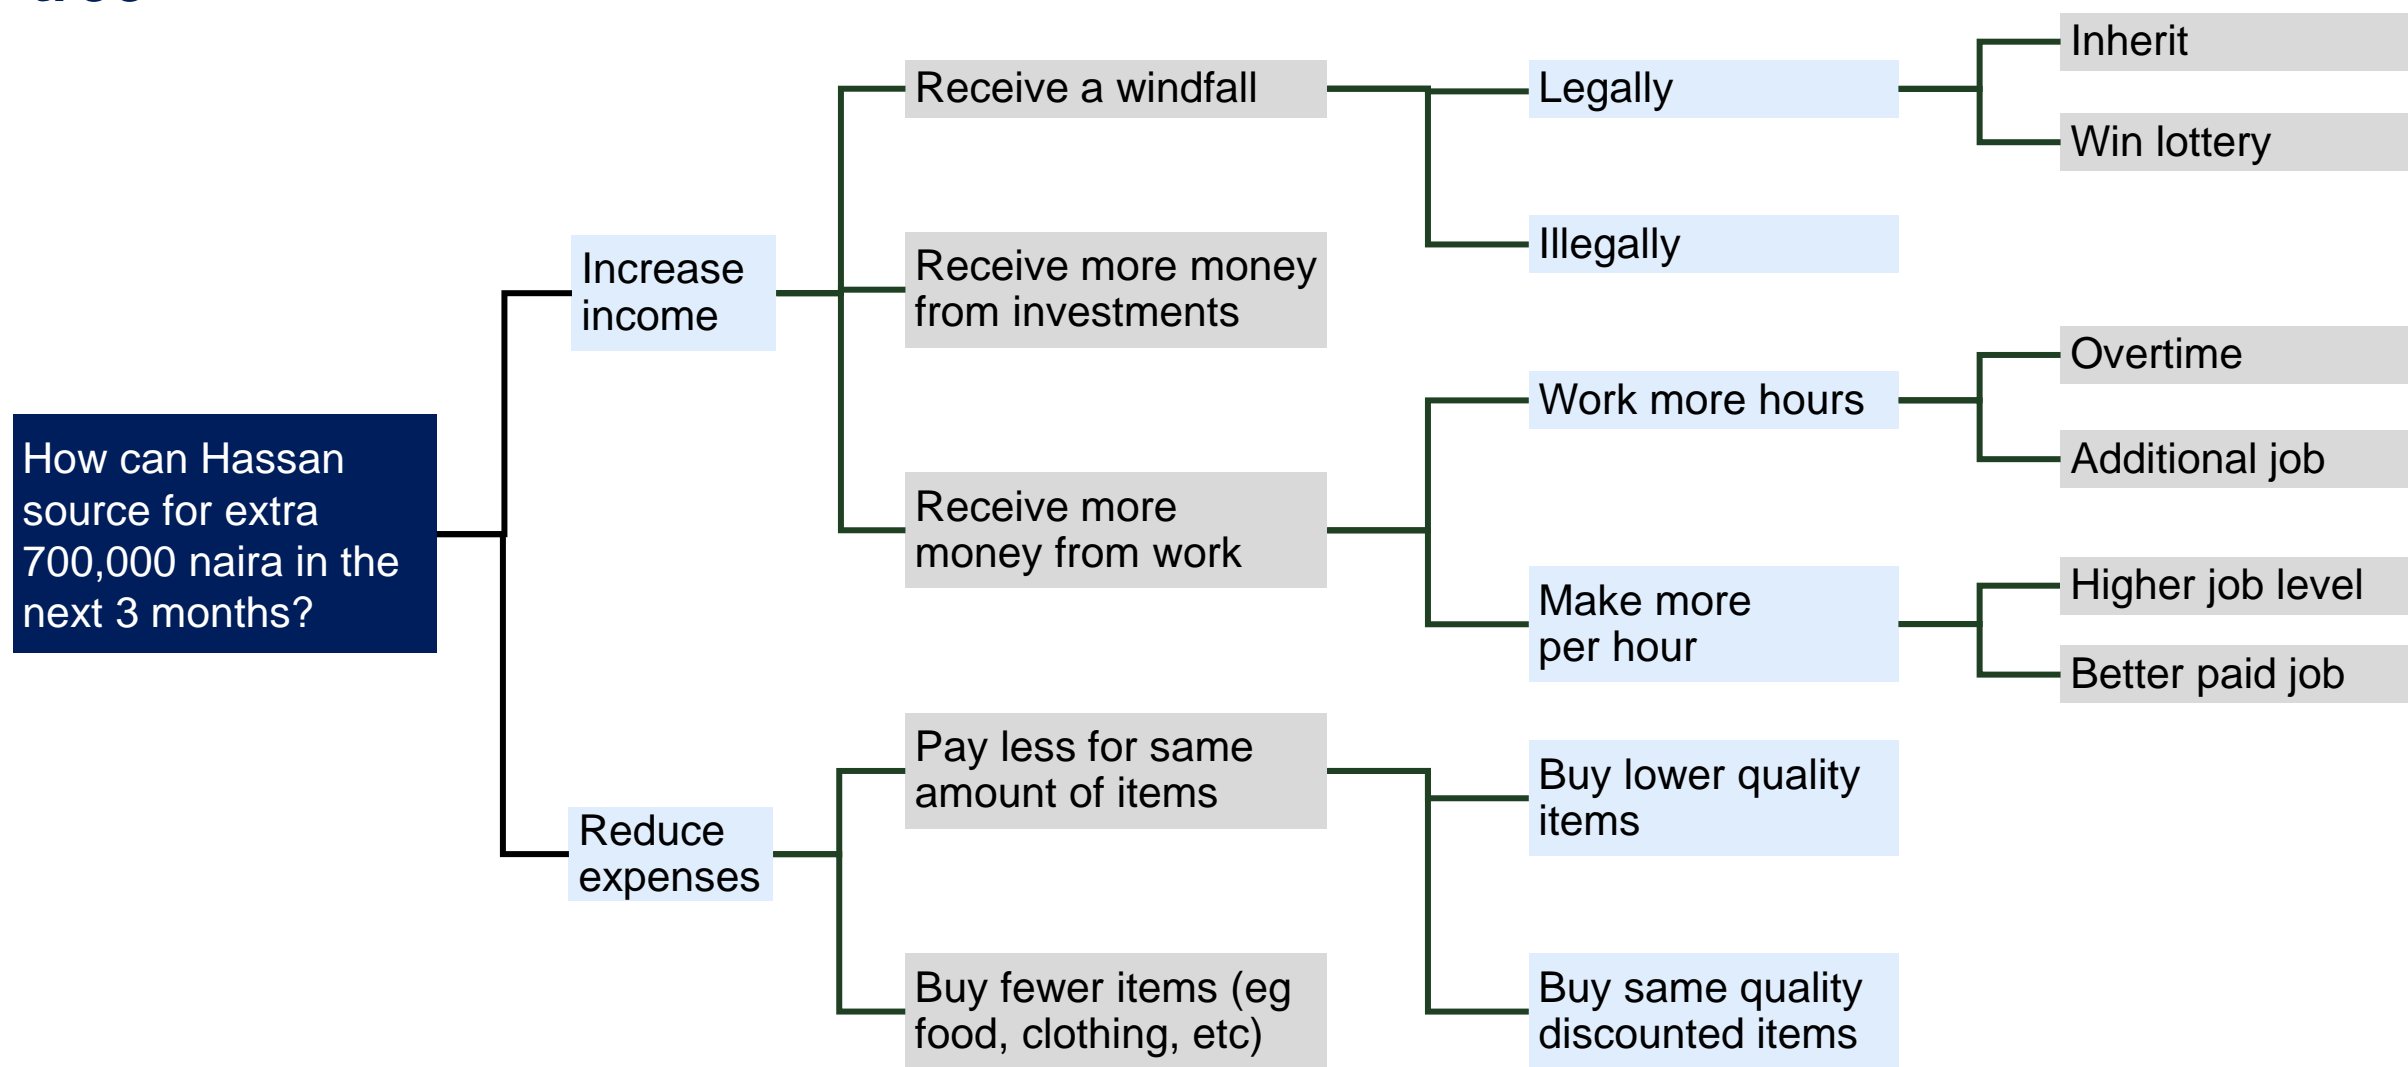 How can Hassan
source for extra
700,000 naira in the
next 3 months?
Increase
income
Reduce
expenses
Receive a windfall
Receive more money
from investments
Receive more
money from work
Pay less for same
amount of items
Buy fewer items (eg
food, clothing, etc)
Legally
Illegally
Work more hours
Make more
per hour
Buy lower quality
items
Buy same quality
discounted items
Inherit
Win lottery
Overtime
Additional job
Higher job level
Better paid job